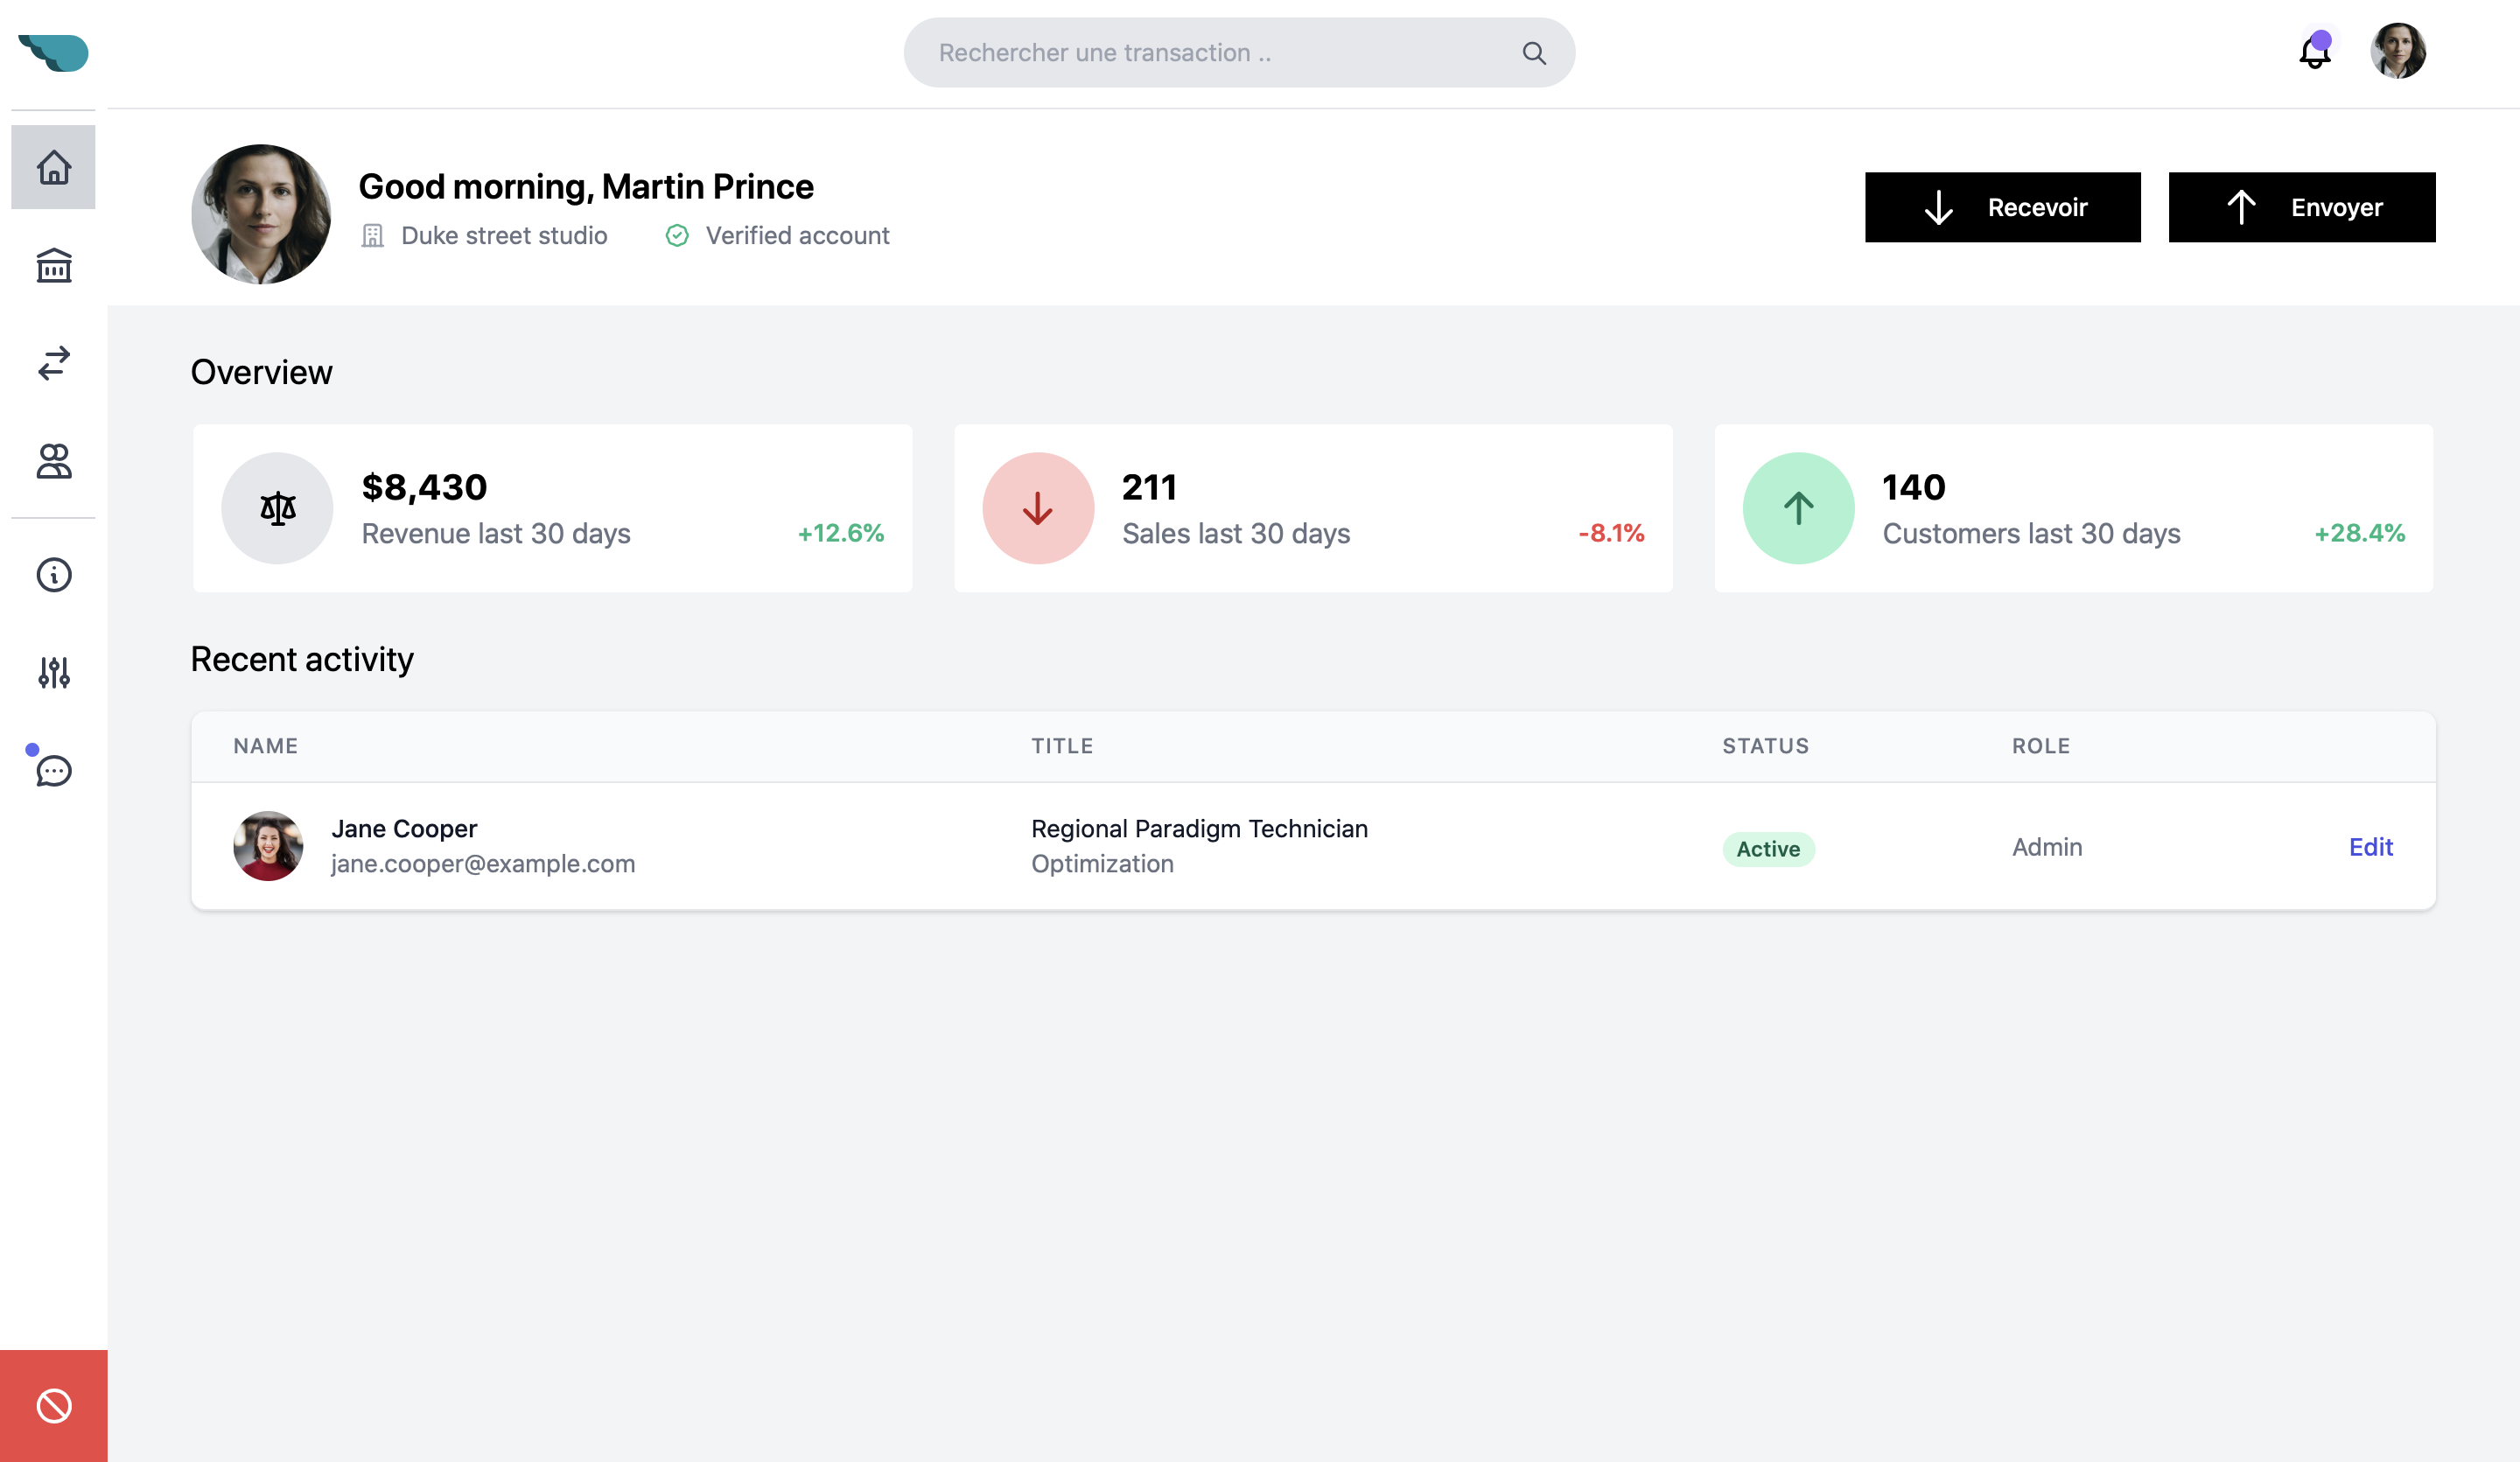 Rechercher une transaction ..
Good morning, Martin Prince
Duke street studio
Verified account
Recevoir
Envoyer
Overview
$8,430
Revenue last 30 days
+12.6%
211
Sales last 30 days
-8.1%
140
Customers last 30 days
+28.4%
Recent activity
NAME TITLE STATUS ROLE
Jane Cooper
jane.cooper@example.com
Regional Paradigm Technician
Optimization
Active
Admin
Edit